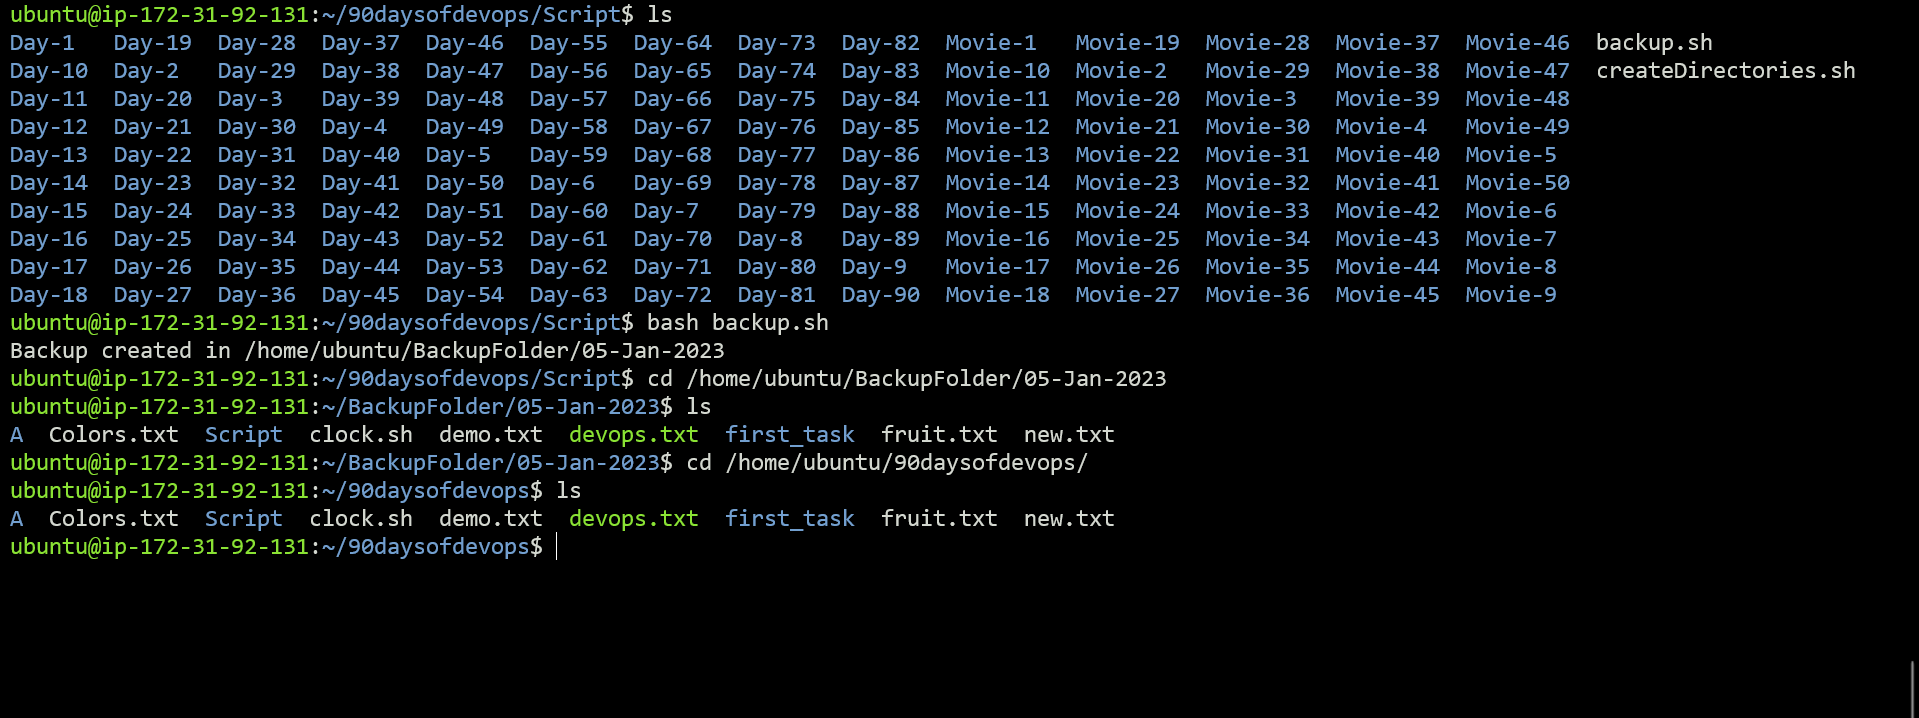 ubuntu@ip-172-31-92-131:~/90daysofdevops/Script$ ls
Day-1   Day-19  Day-28  Day-37  Day-46  Day-55  Day-64  Day-73  Day-82  Movie-1   Movie-19  Movie-28  Movie-37  Movie-46  backup.sh
Day-10  Day-2   Day-29  Day-38  Day-47  Day-56  Day-65  Day-74  Day-83  Movie-10  Movie-2   Movie-29  Movie-38  Movie-47  createDirectories.sh
Day-11  Day-20  Day-3   Day-39  Day-48  Day-57  Day-66  Day-75  Day-84  Movie-11  Movie-20  Movie-3   Movie-39  Movie-48
Day-12  Day-21  Day-30  Day-4   Day-49  Day-58  Day-67  Day-76  Day-85  Movie-12  Movie-21  Movie-30  Movie-4   Movie-49
Day-13  Day-22  Day-31  Day-40  Day-5   Day-59  Day-68  Day-77  Day-86  Movie-13  Movie-22  Movie-31  Movie-40  Movie-5
Day-14  Day-23  Day-32  Day-41  Day-50  Day-6   Day-69  Day-78  Day-87  Movie-14  Movie-23  Movie-32  Movie-41  Movie-50
Day-15  Day-24  Day-33  Day-42  Day-51  Day-60  Day-7   Day-79  Day-88  Movie-15  Movie-24  Movie-33  Movie-42  Movie-6
Day-16  Day-25  Day-34  Day-43  Day-52  Day-61  Day-70  Day-8   Day-89  Movie-16  Movie-25  Movie-34  Movie-43  Movie-7
Day-17  Day-26  Day-35  Day-44  Day-53  Day-62  Day-71  Day-80  Day-9   Movie-17  Movie-26  Movie-35  Movie-44  Movie-8
Day-18  Day-27  Day-36  Day-45  Day-54  Day-63  Day-72  Day-81  Day-90  Movie-18  Movie-27  Movie-36  Movie-45  Movie-9
ubuntu@ip-172-31-92-131:~/90daysofdevops/Script$ bash backup.sh
Backup created in /home/ubuntu/BackupFolder/05-Jan-2023
ubuntu@ip-172-31-92-131:~/90daysofdevops/Script$ cd /home/ubuntu/BackupFolder/05-Jan-2023
ubuntu@ip-172-31-92-131:~/BackupFolder/05-Jan-2023$ ls
A  Colors.txt  Script  clock.sh  demo.txt  devops.txt  first_task  fruit.txt  new.txt
ubuntu@ip-172-31-92-131:~/BackupFolder/05-Jan-2023$ cd /home/ubuntu/90daysofdevops/
ubuntu@ip-172-31-92-131:~/90daysofdevops$ ls
A  Colors.txt  Script  clock.sh  demo.txt  devops.txt  first_task  fruit.txt  new.txt
ubuntu@ip-172-31-92-131:~/90daysofdevops$